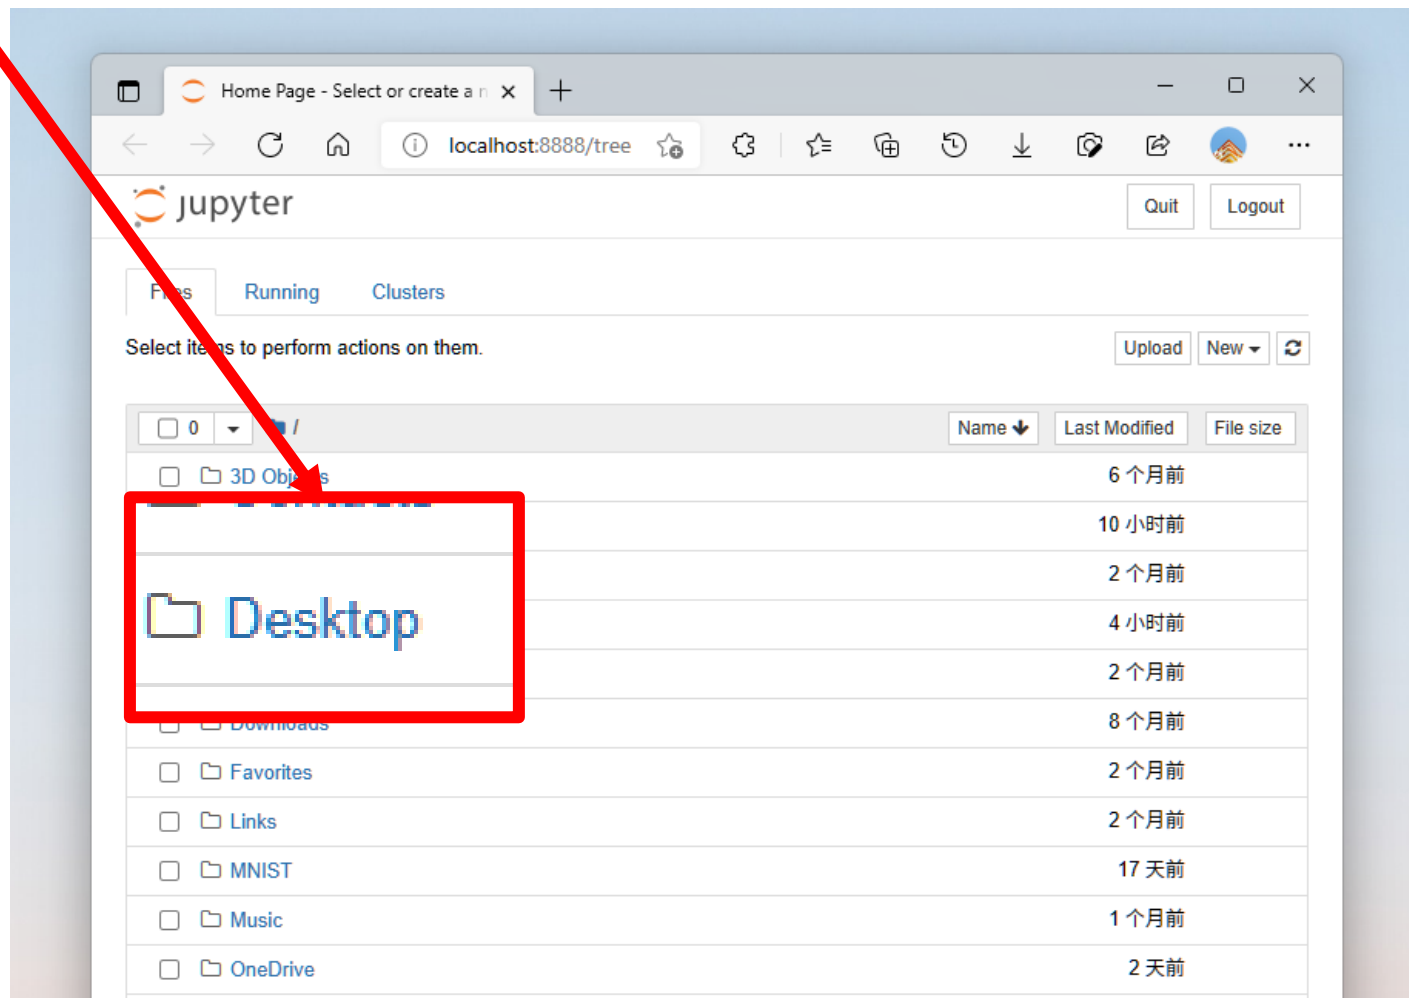 Home Page - Select or create a n
localhost:8888/tree
jupyter
Quit
Logout
Files
Running
Clusters
Select items to perform actions on them.
Upload
New
0
/
Name
Last Modified
File size
3D Objects
6 个月前
10 小时前
2 个月前
Desktop
4 小时前
2 个月前
Downloads
8 个月前
Favorites
2 个月前
Links
2 个月前
MNIST
17 天前
Music
1 个月前
OneDrive
2 天前